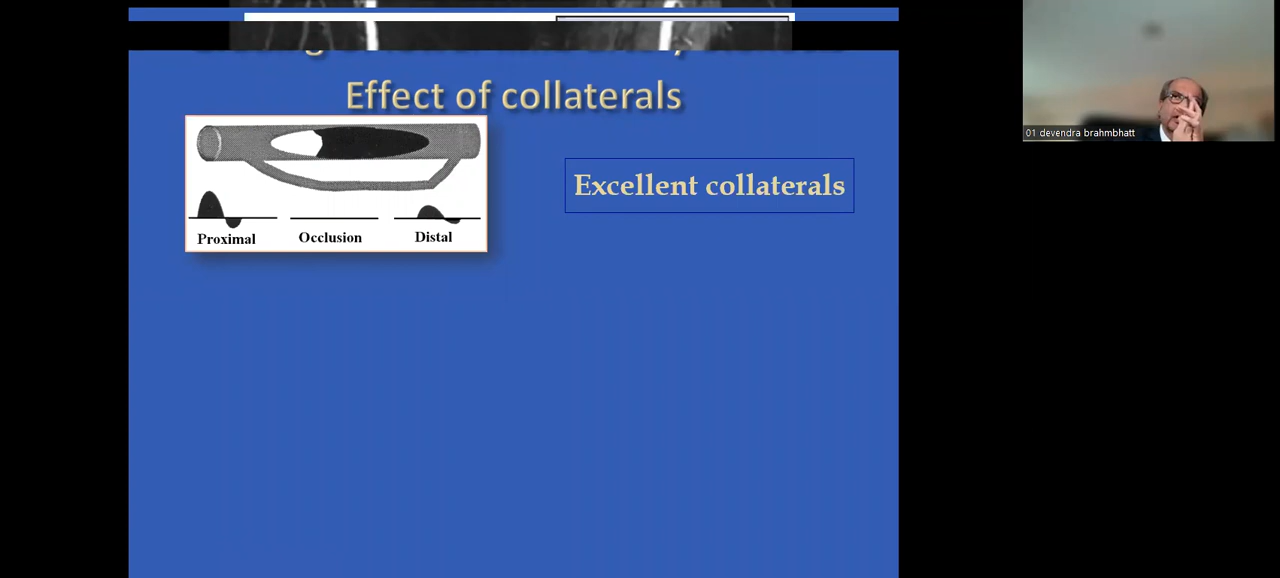 Effect of collaterals
Excellent collaterals
Proximal
Occlusion
Distal
01 devendra brahmbhatt